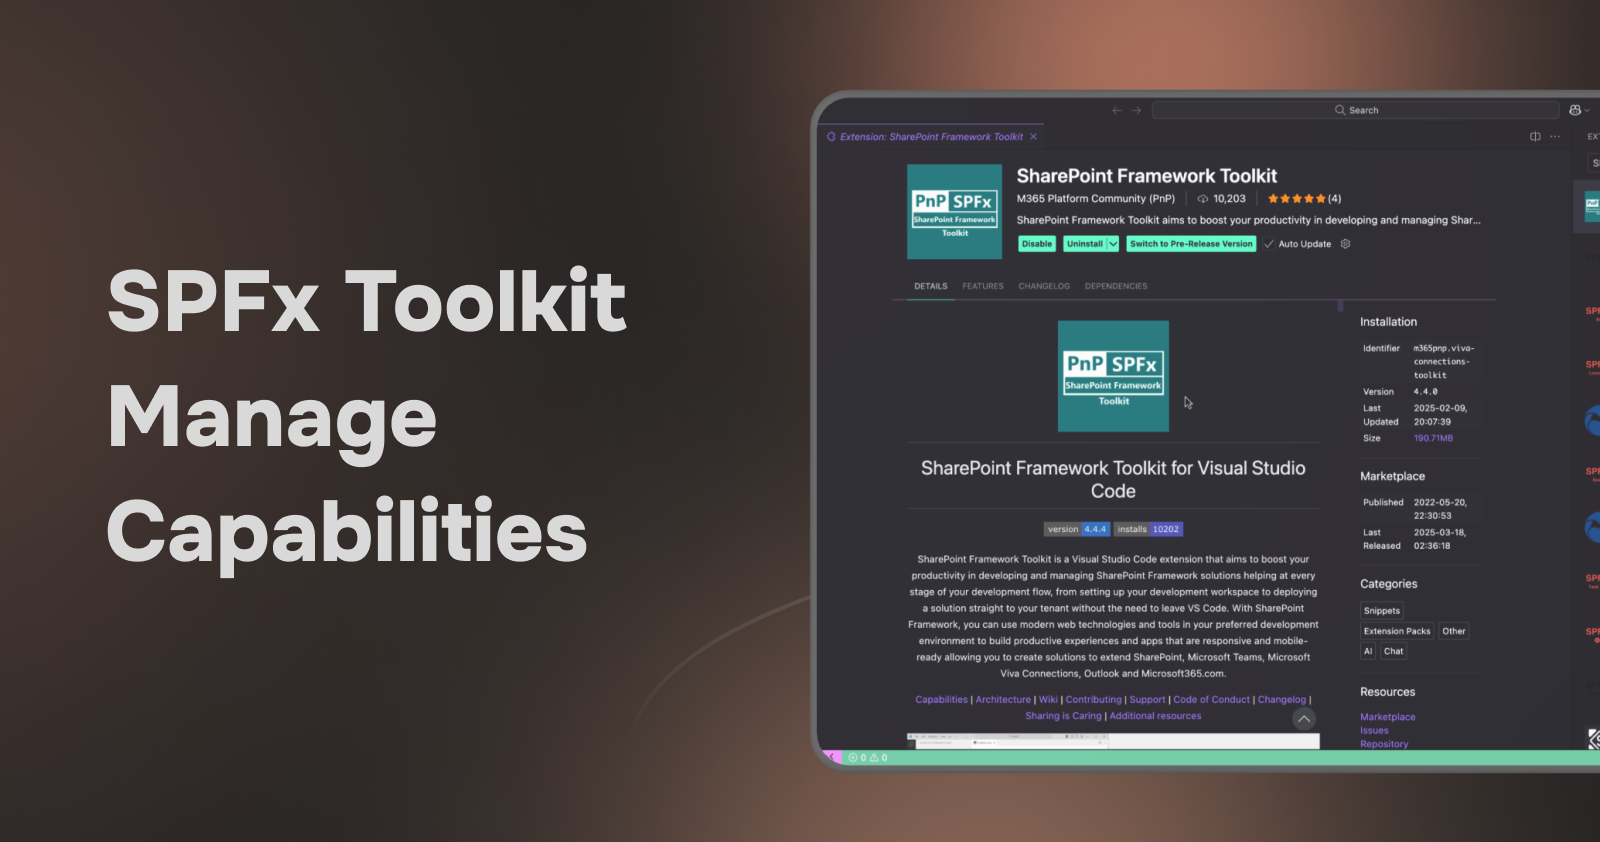 SPFx Toolkit
Manage
Capabilities
Search
Extension: SharePoint Framework Toolkit
PnP SPFx
SharePoint Framework
Toolkit
SharePoint Framework Toolkit
M365 Platform Community (PnP) 10,203 (4)
SharePoint Framework Toolkit aims to boost your productivity in developing and managing Shar...
Disable Uninstall Switch to Pre-Release Version Auto Update
DETAILS FEATURES CHANGELOG DEPENDENCIES
PnP SPFx
SharePoint Framework
Toolkit
SharePoint Framework Toolkit for Visual Studio
Code
version 4.4.4 installs 10202
SharePoint Framework Toolkit is a Visual Studio Code extension that aims to boost your
productivity in developing and managing SharePoint Framework solutions helping at every
stage of your development flow, from setting up your development workspace to deploying
a solution straight to your tenant without the need to leave VS Code. With SharePoint
Framework, you can use modern web technologies and tools in your preferred development
environment to build productive experiences and apps that are responsive and mobile-
ready allowing you to create solutions to extend SharePoint, Microsoft Teams, Microsoft
Viva Connections, Outlook and Microsoft365.com.
Capabilities | Architecture | Wiki | Contributing | Support | Code of Conduct | Changelog |
Sharing is Caring | Additional resources
Installation
Identifier m365pnp.viva-
connections-
toolkit
Version 4.4.0
Last 2025-02-09,
Updated 20:07:39
Size 190.71MB
Marketplace
Published 2022-05-20,
22:30:53
Last 2025-03-18,
Released 02:36:18
Categories
Snippets
Extension Packs Other
AI Chat
Resources
Marketplace
Issues
Repository
0 0